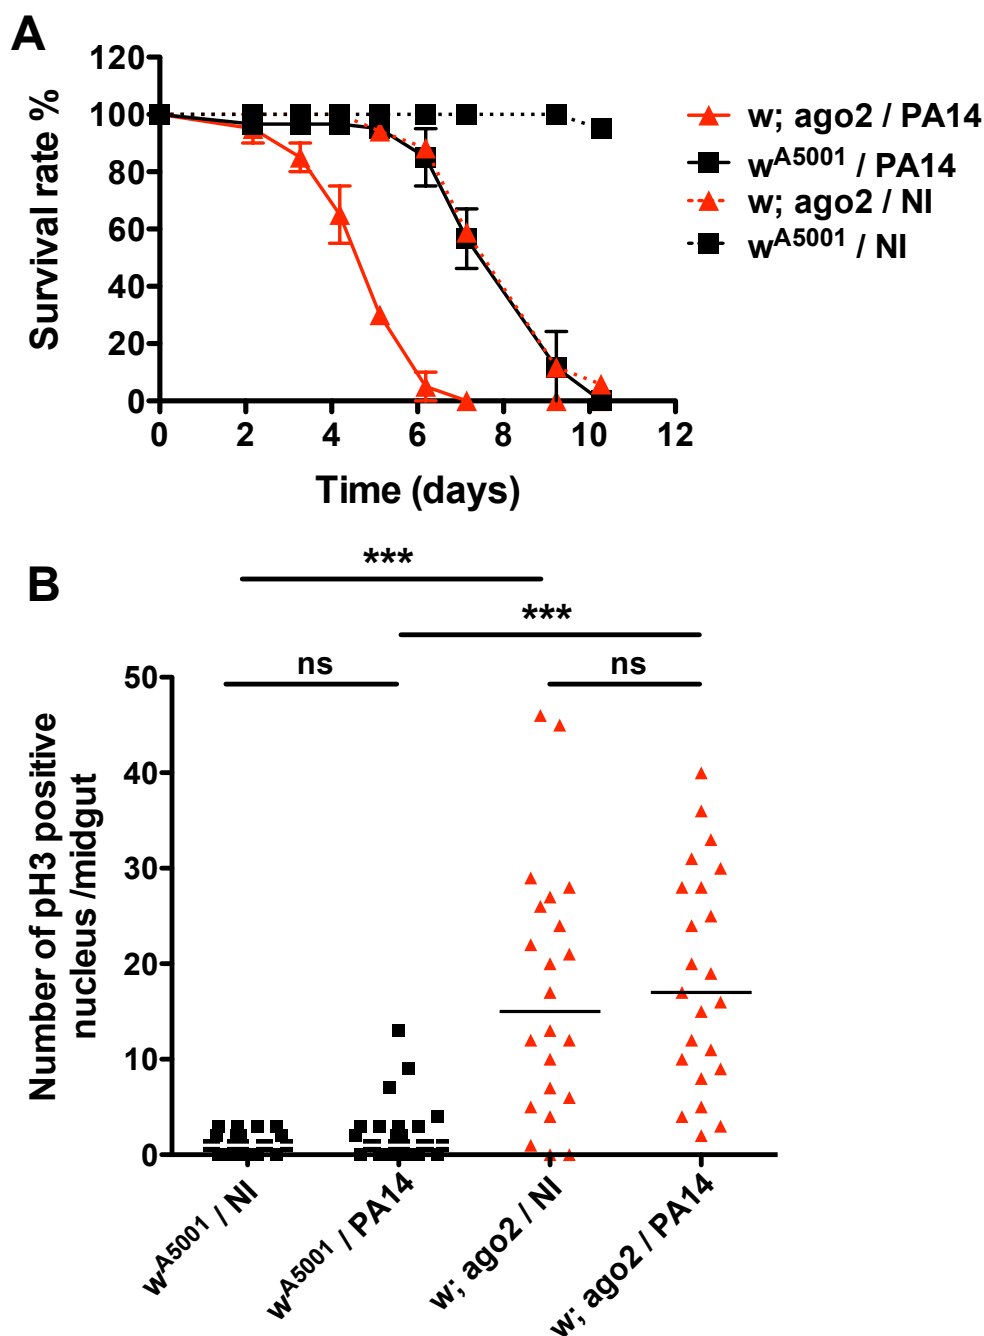 A
Survival rate %
120
100
80
60
40
20
0
0 2 4 6 8 10 12
Time (days)
w; ago2 / PA14
wA5001 / PA14
w; ago2 / NI
wA5001 / NI
B
***
***
ns ns
Number of pH3 positive
nucleus /midgut
50
40
30
20
10
0
wA5001 / NI
wA5001 / PA14
w; ago2 / NI
w; ago2 / PA14